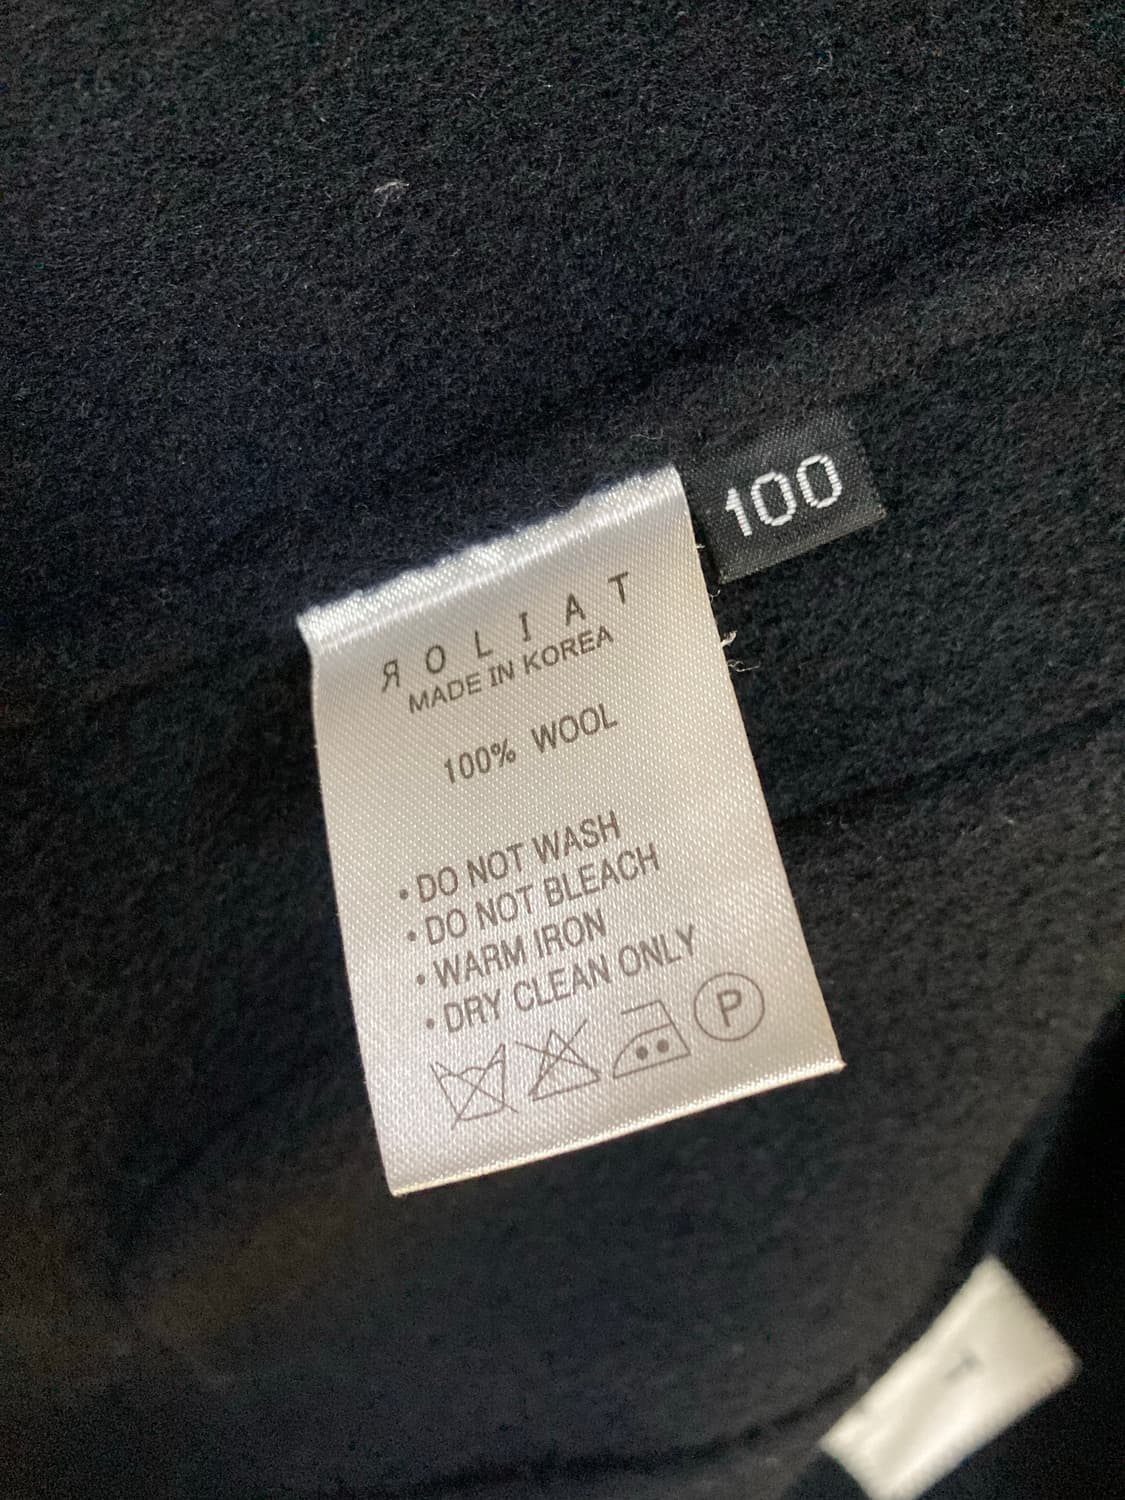 100
ЯOLIAT
MADE IN KOREA
100% WOOL
• DO NOT WASH
• DO NOT BLEACH
• WARM IRON
• DRY CLEAN ONLY
P